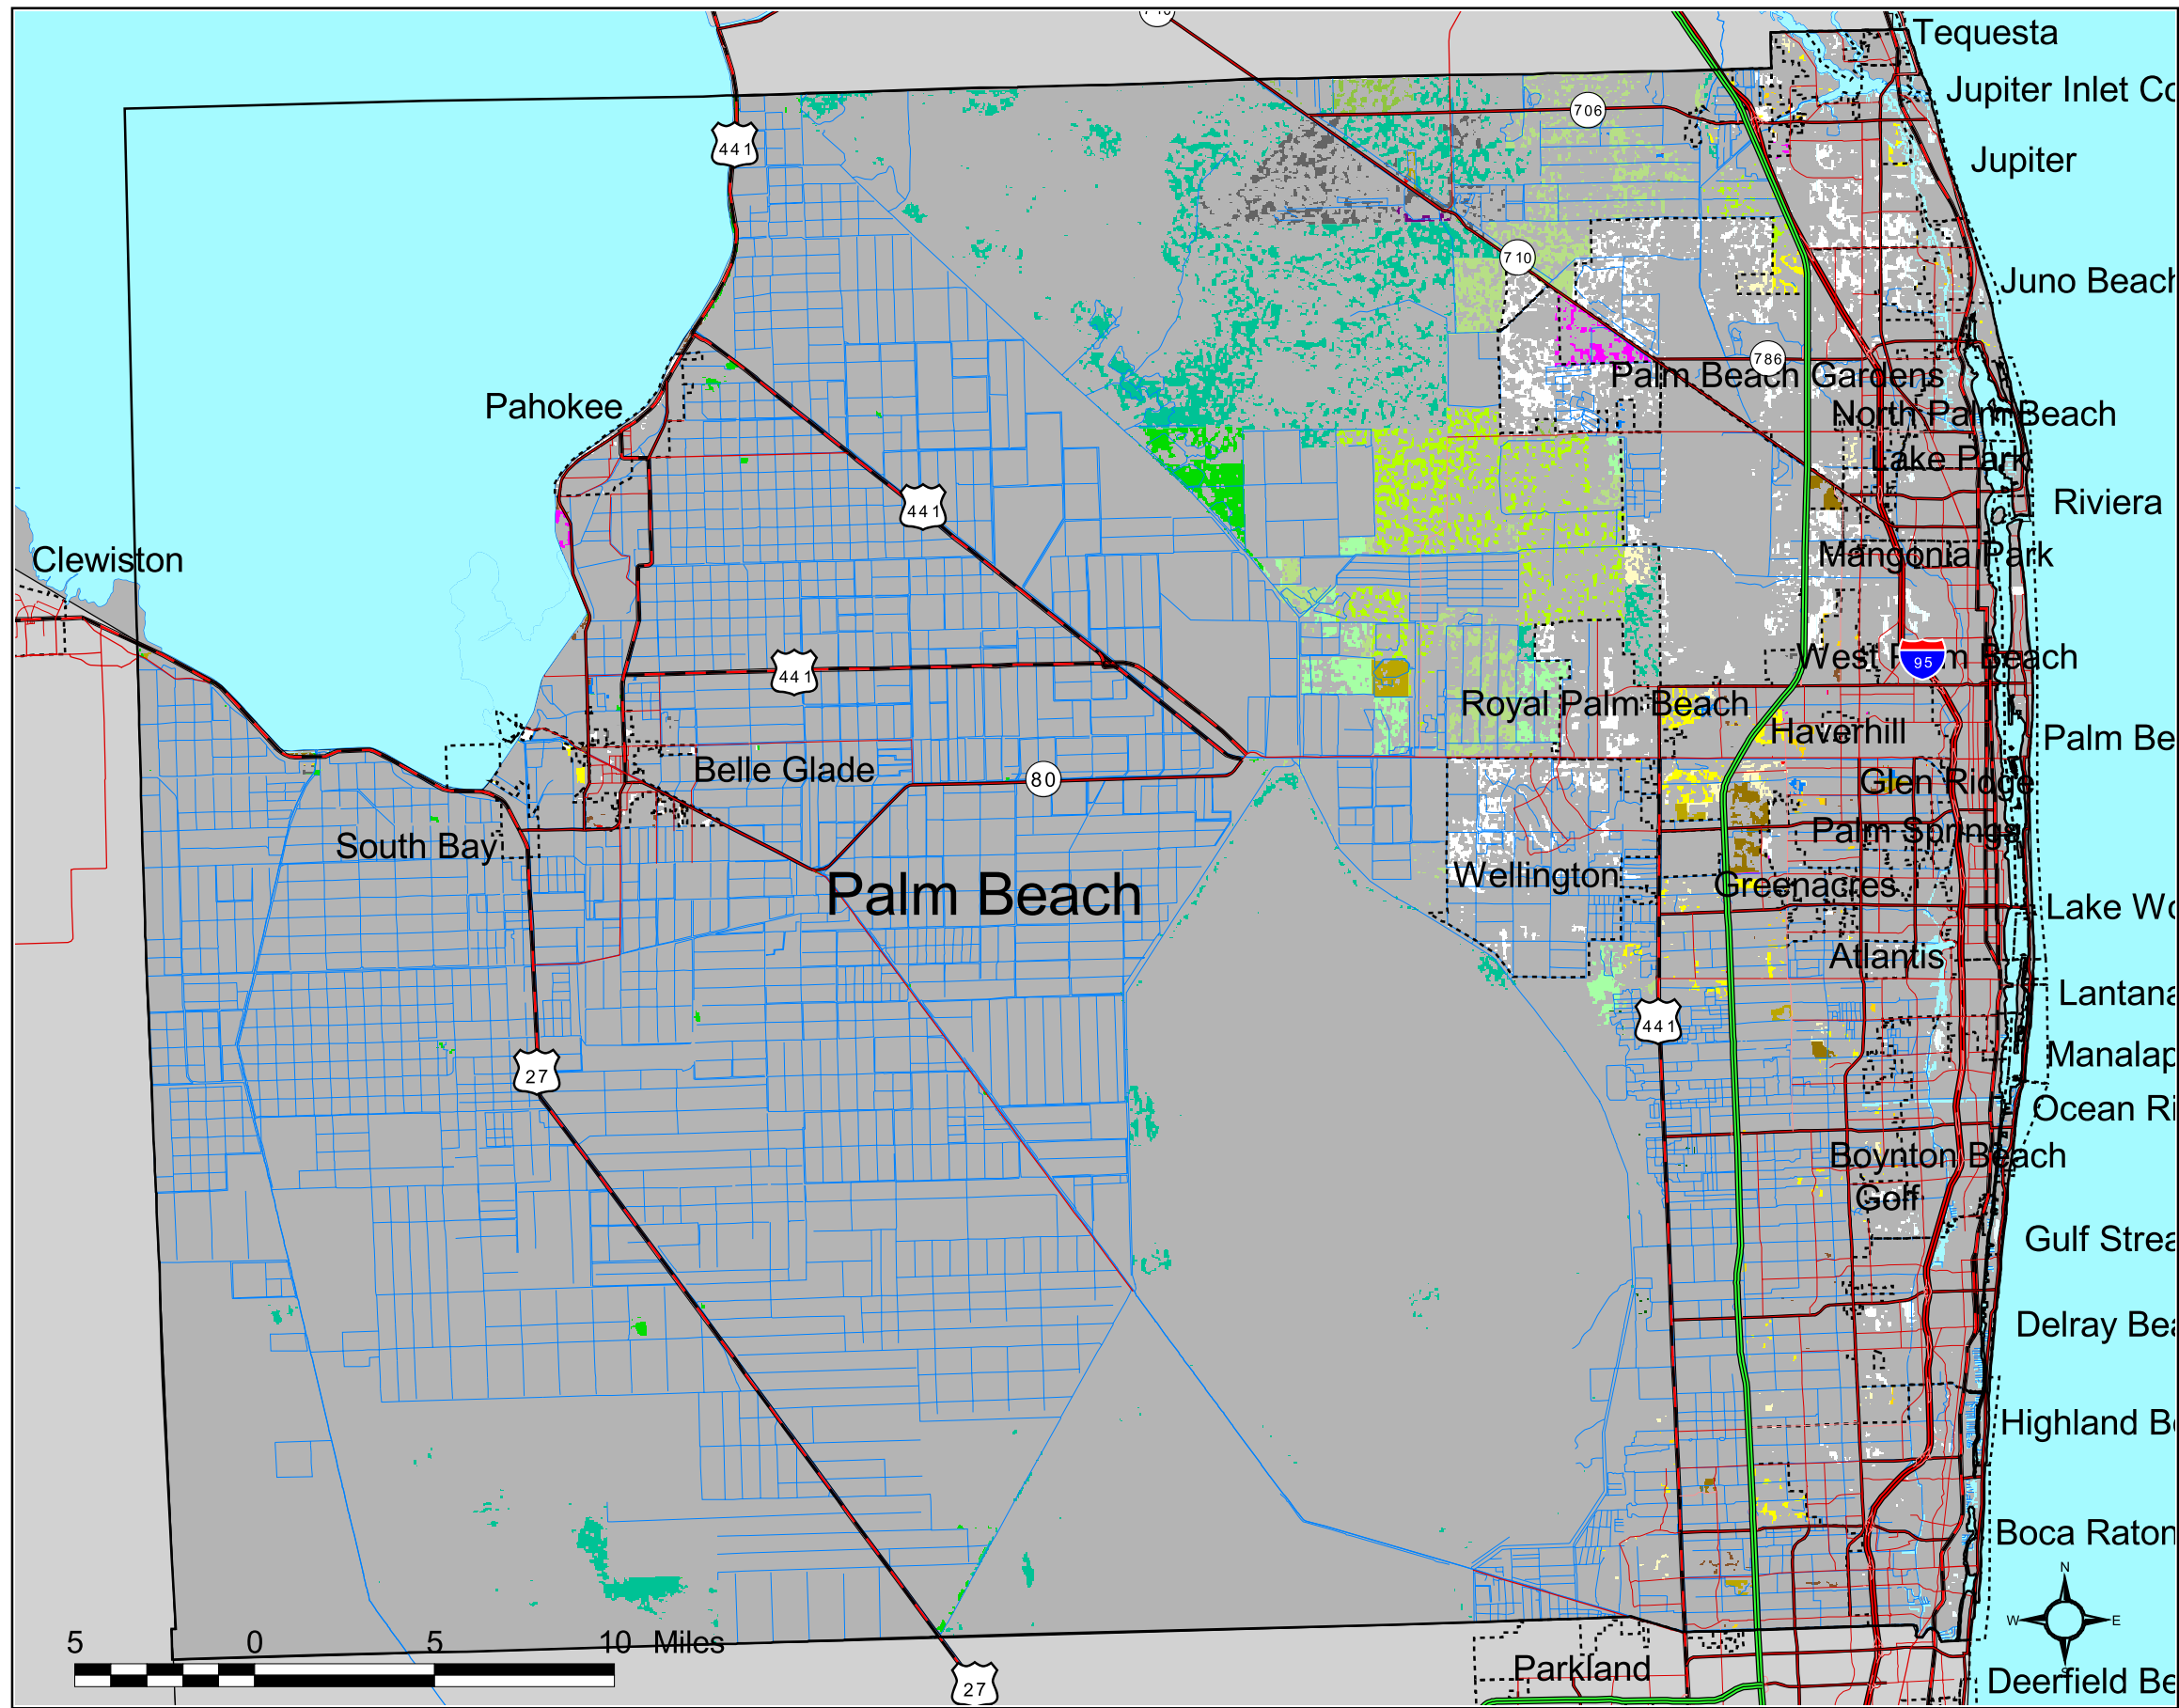 Tequesta
Jupiter Inlet Co
706
441
Jupiter
710
Juno Beach
786
Palm Beach Gardens
Pahokee
North Palm Beach
Lake Park
441
Riviera
Clewiston
Mangonia Park
441
West Palm Beach
95
Royal Palm Beach
Haverhill
Palm Be
Belle Glade
80
Glen Ridge
South Bay
Palm Springs
Wellington
Greenacres
Palm Beach
Lake Wo
Atlantis
Lantana
441
Manalap
27
Ocean Ri
Boynton Beach
Golf
Gulf Strea
Delray Bea
Highland Be
Boca Raton
N
W E
S
5 0 5 10 Miles
Parkland
27
Deerfield Be